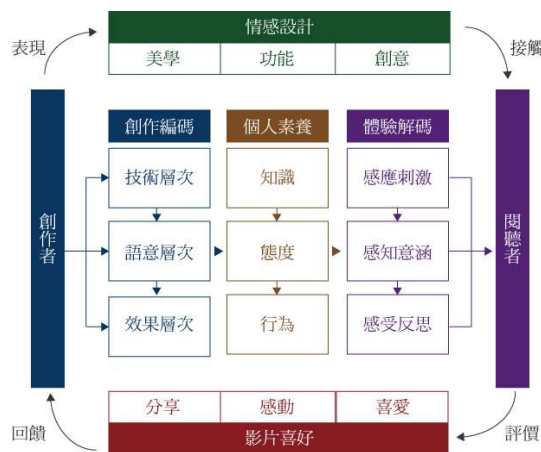 情感設計
表現
接觸
美學 功能 創意
創作編碼 個人素養 體驗解碼
技術層次 知識 感應刺激
創作者
閱聽者
語意層次 態度 感知意涵
效果層次 行為 感受反思
分享 感動 喜愛
回饋
評價
影片喜好